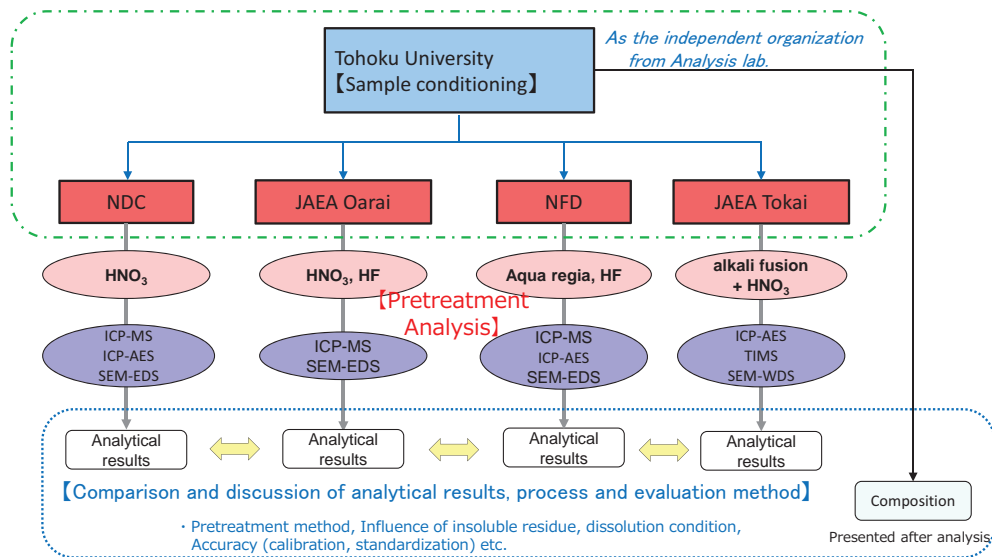 Tohoku University
【Sample conditioning】
As the independent organization
from Analysis lab.
NDC
JAEA Oarai
NFD
JAEA Tokai
HNO₃
HNO₃, HF
Aqua regia, HF
alkali fusion
+ HNO₃
【Pretreatment
Analysis】
ICP-MS
ICP-AES
SEM-EDS
ICP-MS
SEM-EDS
ICP-MS
ICP-AES
SEM-EDS
ICP-AES
TIMS
SEM-WDS
Analytical
results
Analytical
results
Analytical
results
Analytical
results
【Comparison and discussion of analytical results, process and evaluation method】
・Pretreatment method, Influence of insoluble residue, dissolution condition,
Accuracy (calibration, standardization) etc.
Composition
Presented after analysis